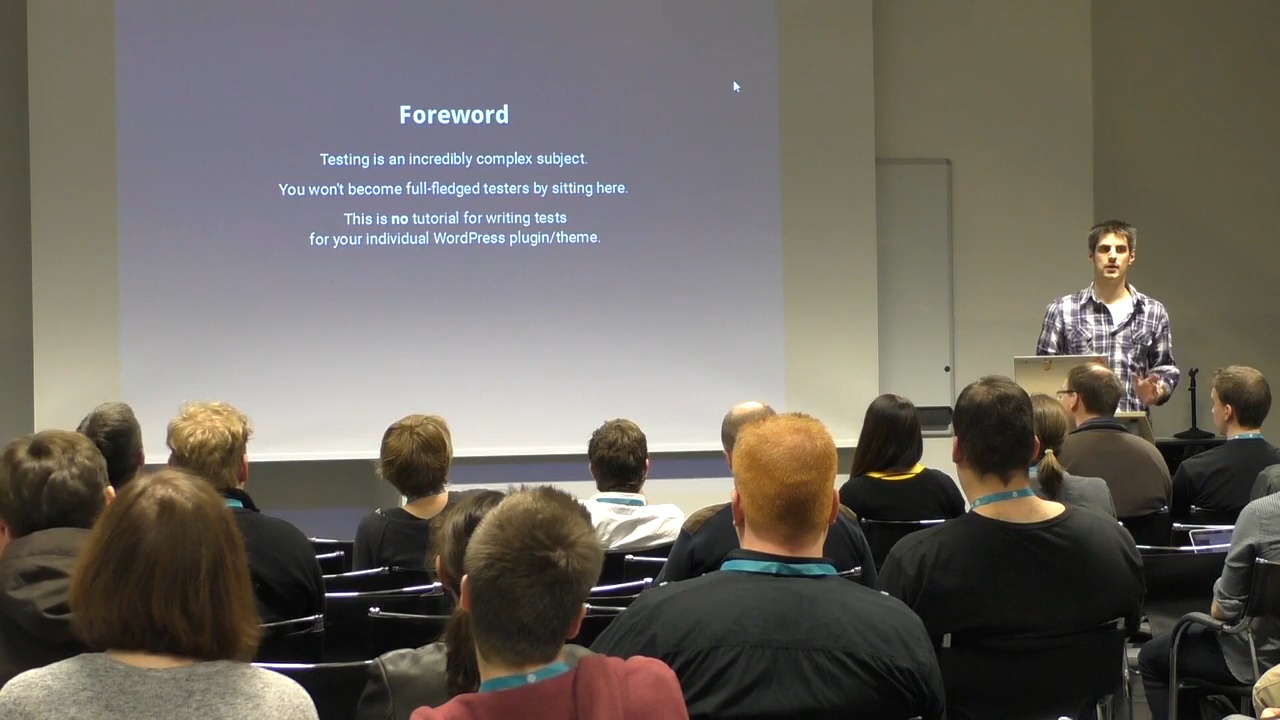 Foreword
Testing is an incredibly complex subject.
You won't become full-fledged testers by sitting here.
This is no tutorial for writing tests
for your individual WordPress plugin/theme.